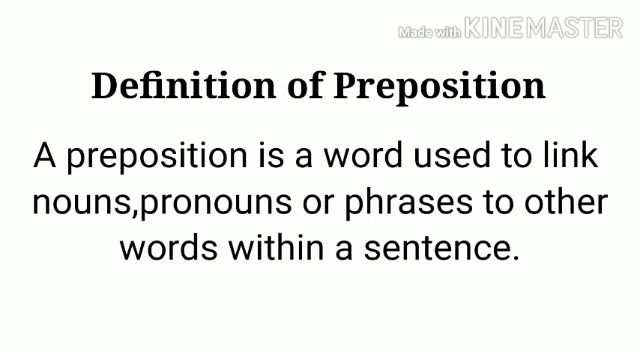 Made with KINEMASTER
Definition of Preposition
A preposition is a word used to link
nouns,pronouns or phrases to other
words within a sentence.